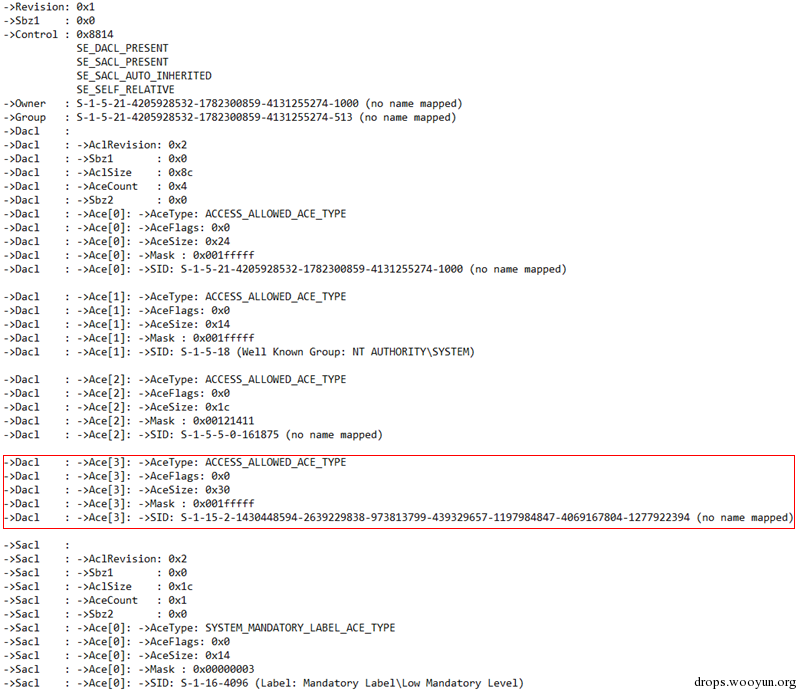 ->Revision: 0x1
->Sbz1    : 0x0
->Control : 0x8814
            SE_DACL_PRESENT
            SE_SACL_PRESENT
            SE_SACL_AUTO_INHERITED
            SE_SELF_RELATIVE
->Owner   : S-1-5-21-4205928532-1782300859-4131255274-1000 (no name mapped)
->Group   : S-1-5-21-4205928532-1782300859-4131255274-513 (no name mapped)
->Dacl    :
->Dacl    : ->AclRevision: 0x2
->Dacl    : ->Sbz1       : 0x0
->Dacl    : ->AclSize    : 0x8c
->Dacl    : ->AceCount   : 0x4
->Dacl    : ->Sbz2       : 0x0
->Dacl    : ->Ace[0]: ->AceType: ACCESS_ALLOWED_ACE_TYPE
->Dacl    : ->Ace[0]: ->AceFlags: 0x0
->Dacl    : ->Ace[0]: ->AceSize: 0x24
->Dacl    : ->Ace[0]: ->Mask : 0x001fffff
->Dacl    : ->Ace[0]: ->SID: S-1-5-21-4205928532-1782300859-4131255274-1000 (no name mapped)
->Dacl    : ->Ace[1]: ->AceType: ACCESS_ALLOWED_ACE_TYPE
->Dacl    : ->Ace[1]: ->AceFlags: 0x0
->Dacl    : ->Ace[1]: ->AceSize: 0x14
->Dacl    : ->Ace[1]: ->Mask : 0x001fffff
->Dacl    : ->Ace[1]: ->SID: S-1-5-18 (Well Known Group: NT AUTHORITY\SYSTEM)
->Dacl    : ->Ace[2]: ->AceType: ACCESS_ALLOWED_ACE_TYPE
->Dacl    : ->Ace[2]: ->AceFlags: 0x0
->Dacl    : ->Ace[2]: ->AceSize: 0x1c
->Dacl    : ->Ace[2]: ->Mask : 0x00121411
->Dacl    : ->Ace[2]: ->SID: S-1-5-5-0-161875 (no name mapped)
->Dacl    : ->Ace[3]: ->AceType: ACCESS_ALLOWED_ACE_TYPE
->Dacl    : ->Ace[3]: ->AceFlags: 0x0
->Dacl    : ->Ace[3]: ->AceSize: 0x30
->Dacl    : ->Ace[3]: ->Mask : 0x001fffff
->Dacl    : ->Ace[3]: ->SID: S-1-15-2-1430448594-2639229838-973813799-439329657-1197984847-4069167804-1277922394 (no name mapped)
->Sacl    :
->Sacl    : ->AclRevision: 0x2
->Sacl    : ->Sbz1       : 0x0
->Sacl    : ->AclSize    : 0x1c
->Sacl    : ->AceCount   : 0x1
->Sacl    : ->Sbz2       : 0x0
->Sacl    : ->Ace[0]: ->AceType: SYSTEM_MANDATORY_LABEL_ACE_TYPE
->Sacl    : ->Ace[0]: ->AceFlags: 0x0
->Sacl    : ->Ace[0]: ->AceSize: 0x14
->Sacl    : ->Ace[0]: ->Mask : 0x00000003
->Sacl    : ->Ace[0]: ->SID: S-1-16-4096 (Label: Mandatory Label\Low Mandatory Level)
drops.wooyun.org